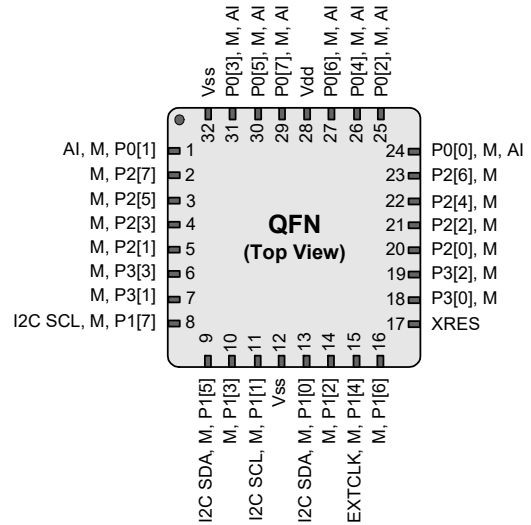 Vss
P0[3], M, AI
P0[5], M, AI
P0[7], M, AI
Vdd
P0[6], M, AI
P0[4], M, AI
P0[2], M, AI
32
31
30
29
28
27
26
25
AI, M, P0[1]
M, P2[7]
M, P2[5]
M, P2[3]
M, P2[1]
M, P3[3]
M, P3[1]
I2C SCL, M, P1[7]
1
2
3
4
5
6
7
8
QFN
(Top View)
24
23
22
21
20
19
18
17
P0[0], M, AI
P2[6], M
P2[4], M
P2[2], M
P2[0], M
P3[2], M
P3[0], M
XRES
9
10
11
12
13
14
15
16
I2C SDA, M, P1[5]
M, P1[3]
I2C SCL, M, P1[1]
Vss
I2C SDA, M, P1[0]
M, P1[2]
EXTCLK, M, P1[4]
M, P1[6]